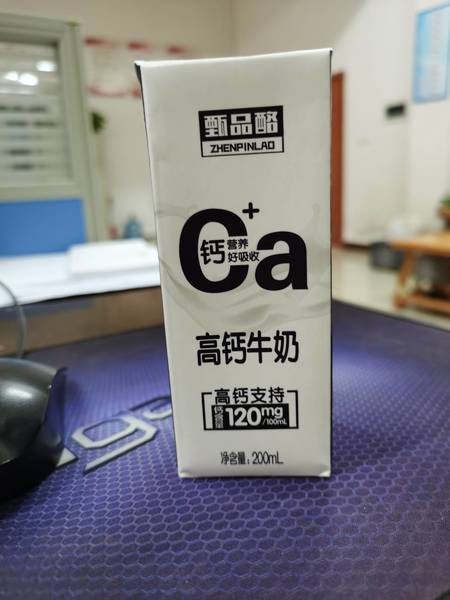 甄品酪
ZHENPINLAO
Ca+
钙
营养
好吸收
高钙牛奶
高钙支持
钙含量
120mg
/100mL
净含量：200mL